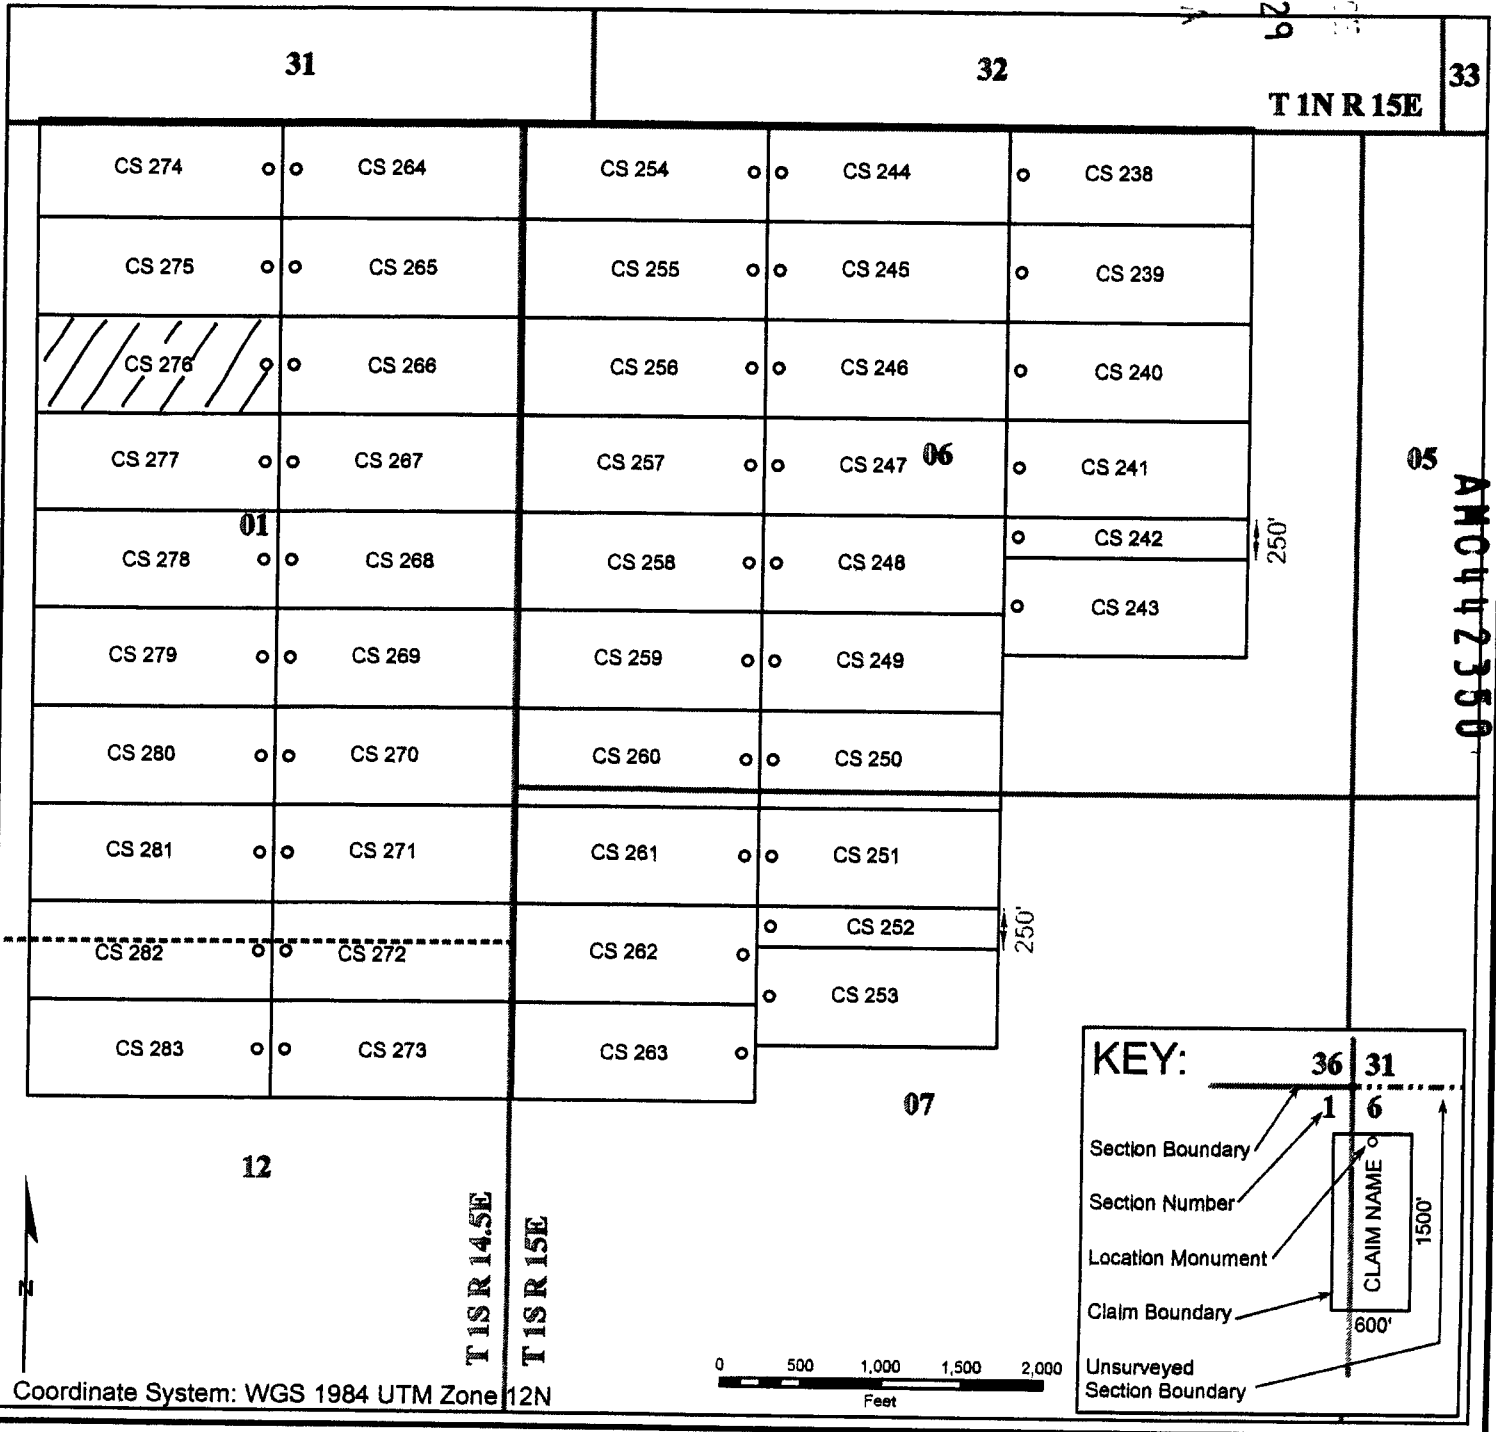 29
31
32
33
T 1N R 15E
CS 274
CS 264
CS 254
CS 244
CS 238
CS 275
CS 265
CS 255
CS 245
CS 239
CS 276
CS 266
CS 256
CS 246
CS 240
CS 277
CS 267
CS 257
CS 247
06
CS 241
05
01
CS 278
CS 268
CS 258
CS 248
CS 242
250'
CS 243
AMC442350
CS 279
CS 269
CS 259
CS 249
CS 280
CS 270
CS 260
CS 250
CS 281
CS 271
CS 261
CS 251
CS 282
CS 272
CS 262
CS 252
250'
CS 253
CS 283
CS 273
CS 263
07
12
T 1S R 14.5E
T 1S R 15E
N
KEY:
36 31
1 6
Section Boundary
Section Number
Location Monument
Claim Boundary
Unsurveyed
Section Boundary
CLAIM NAME
1500'
600'
0 500 1,000 1,500 2,000
Feet
Coordinate System: WGS 1984 UTM Zone 12N